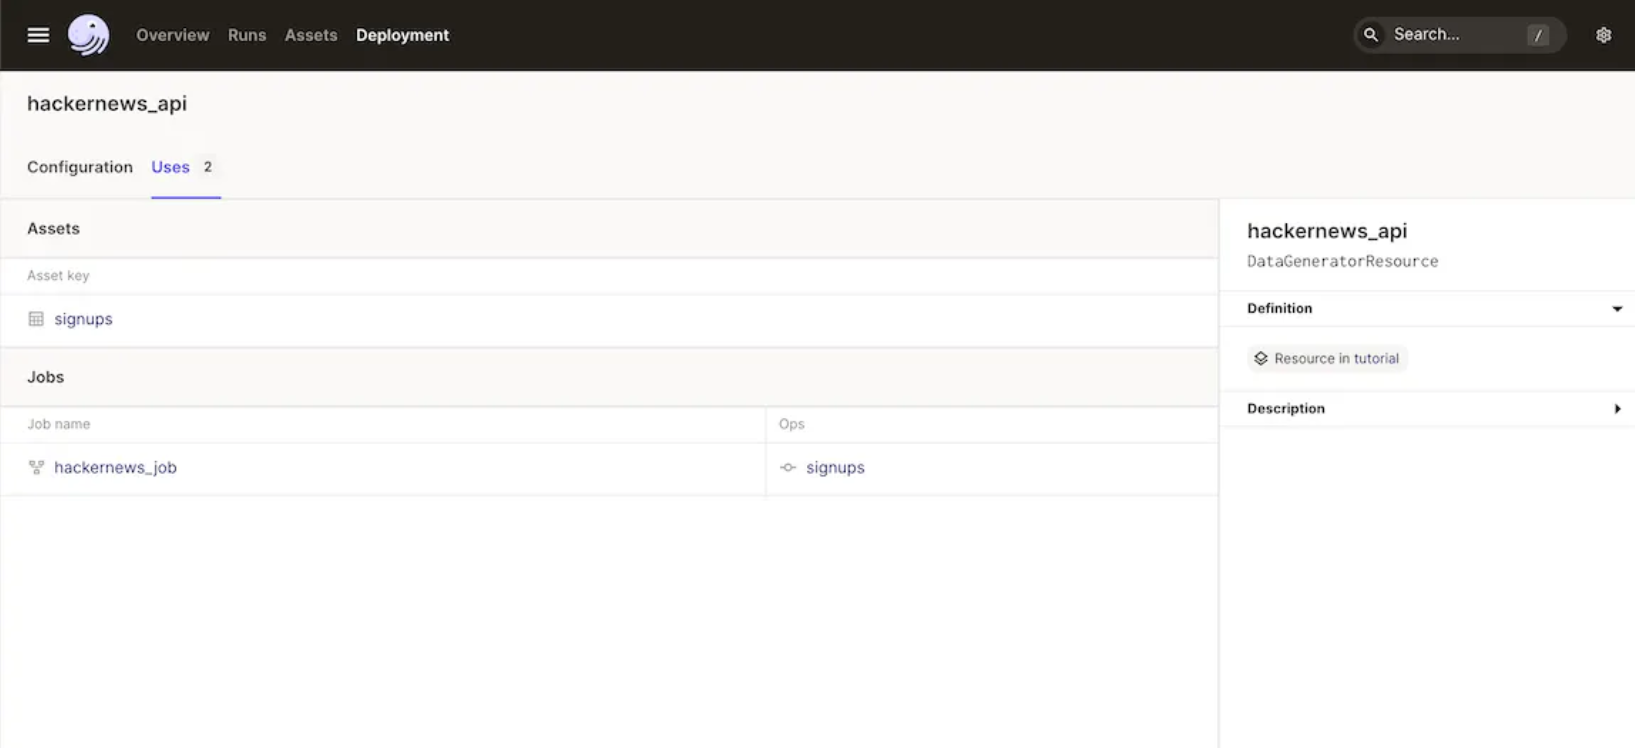 Overview Runs Assets Deployment Search... /
hackernews_api
Configuration Uses 2
Assets
Asset key
signups
Jobs
Job name Ops
hackernews_job signups
hackernews_api
DataGeneratorResource
Definition
Resource in tutorial
Description